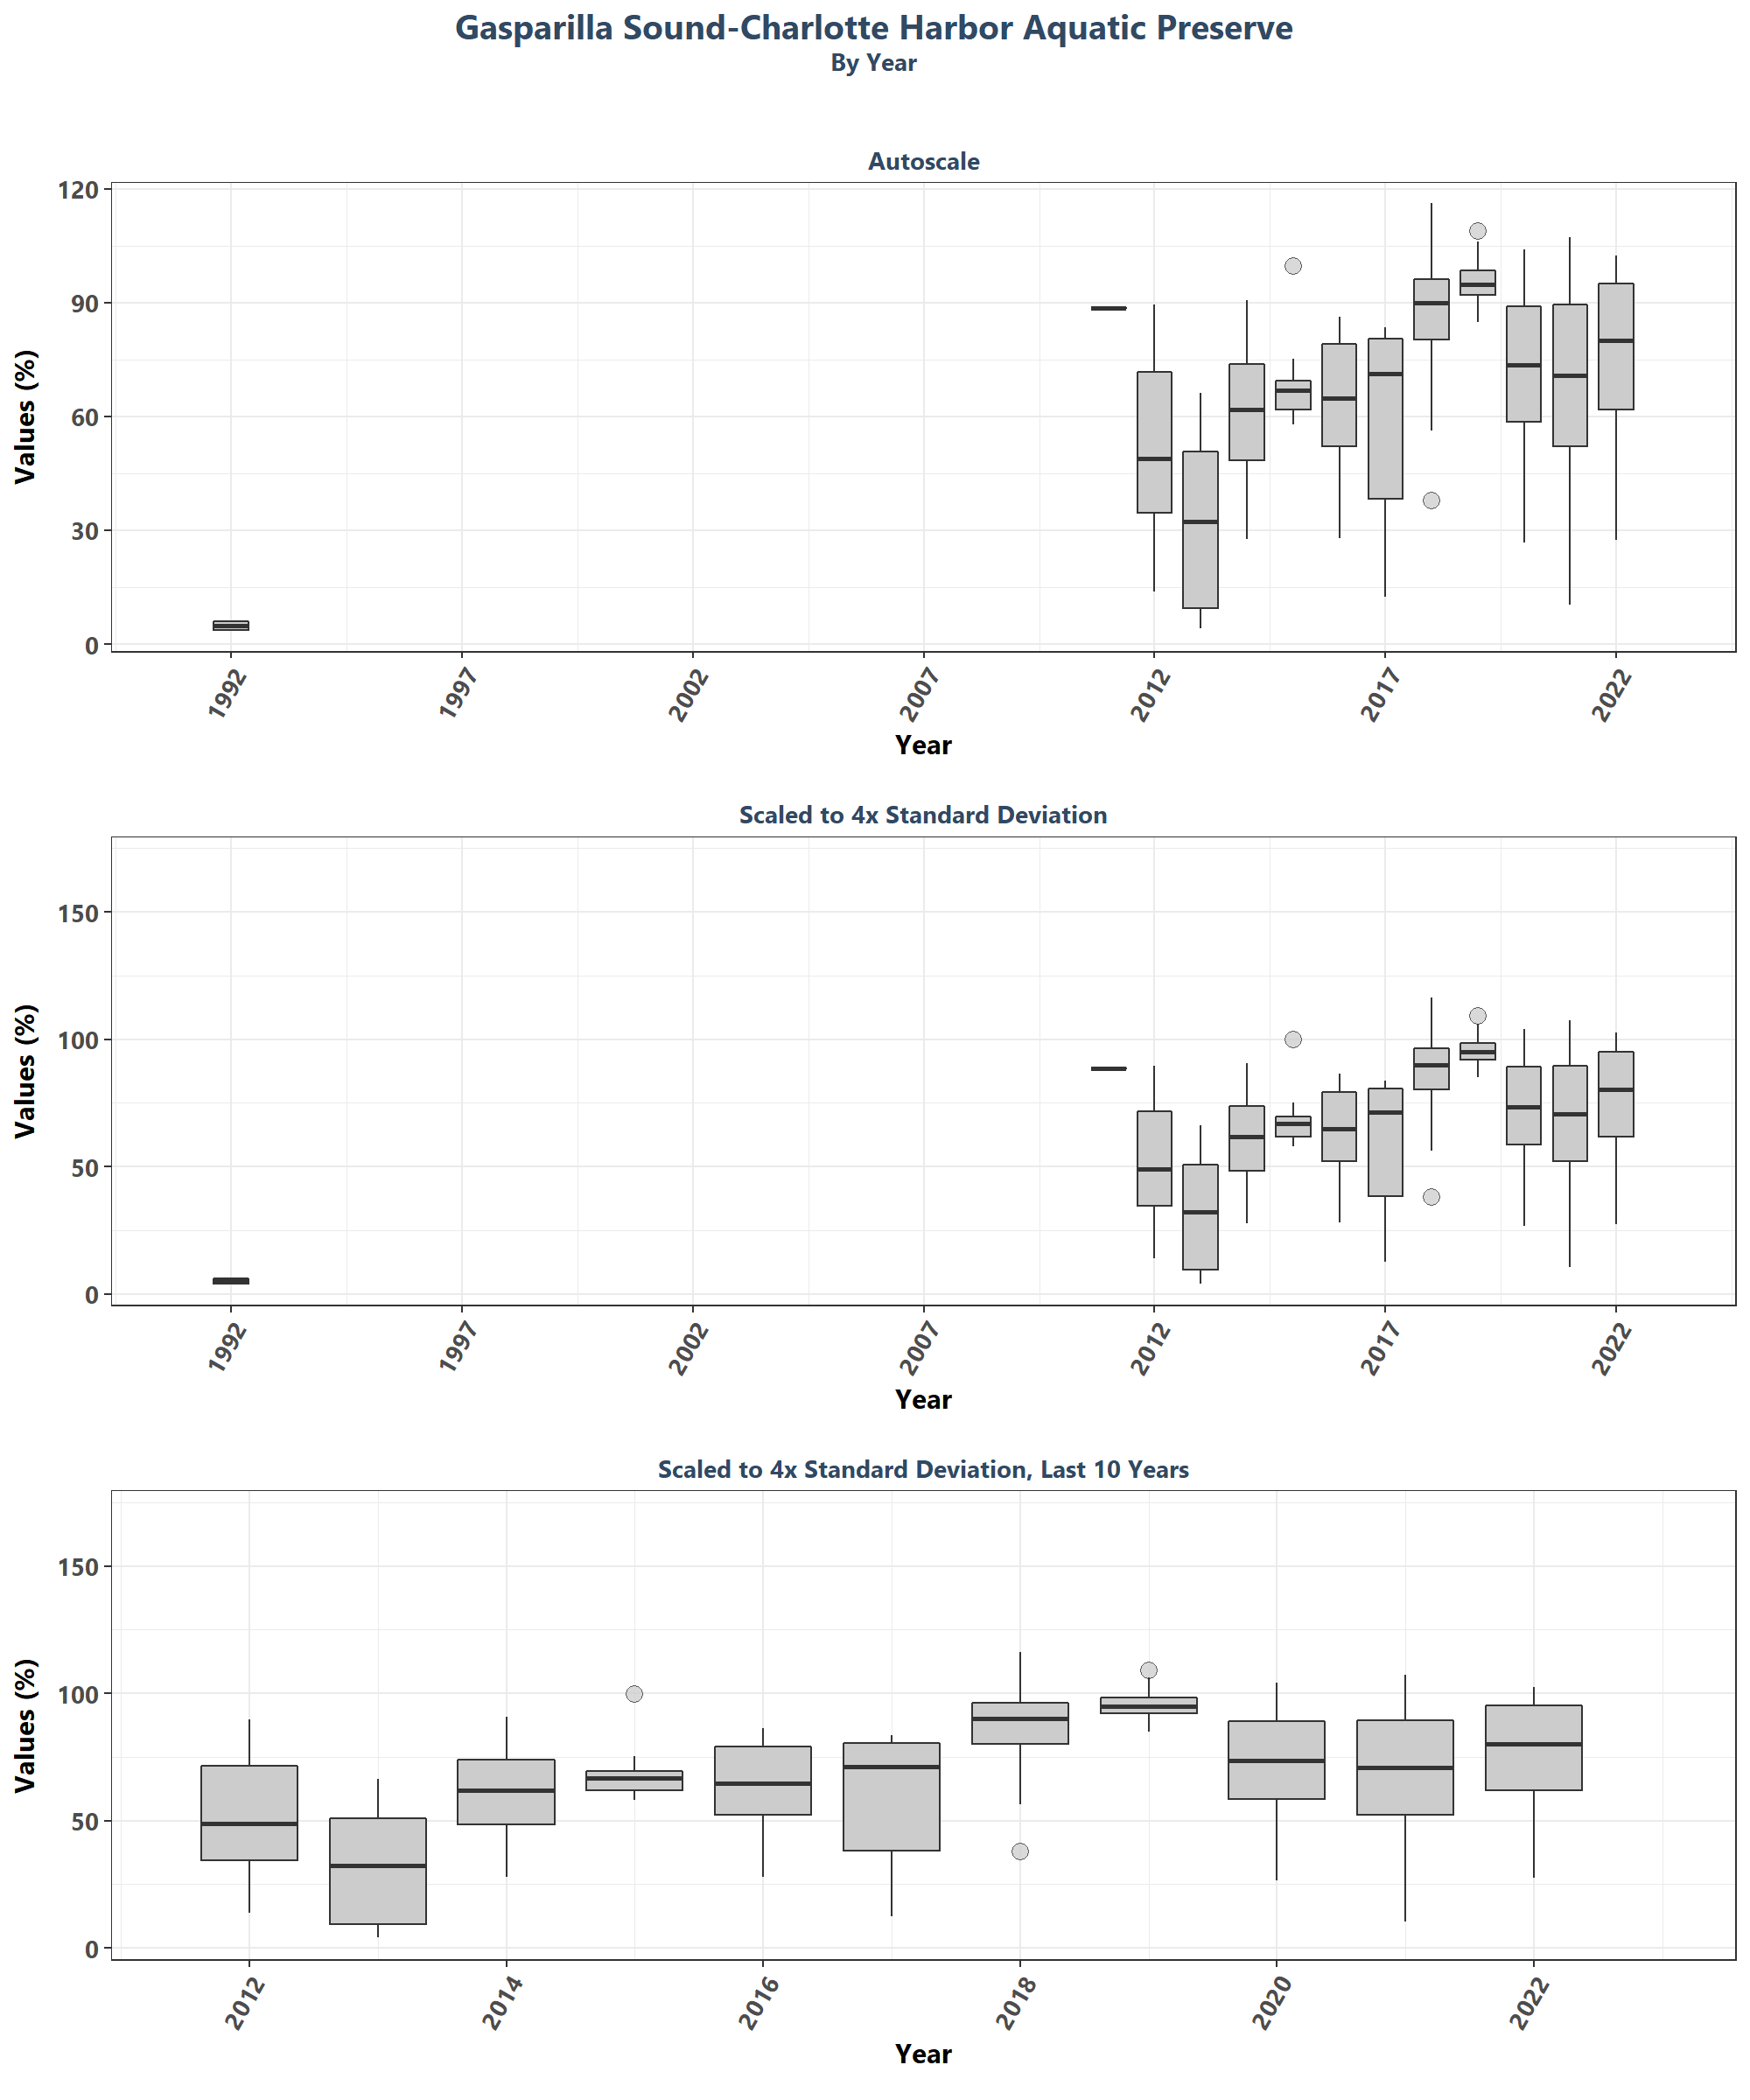 Gasparilla Sound-Charlotte Harbor Aquatic Preserve
By Year
Autoscale
Values (%)
120
90
60
30
0
1992 1997 2002 2007 2012 2017 2022
Year
Scaled to 4x Standard Deviation
Values (%)
150
100
50
0
1992 1997 2002 2007 2012 2017 2022
Year
Scaled to 4x Standard Deviation, Last 10 Years
Values (%)
150
100
50
0
2012 2014 2016 2018 2020 2022
Year